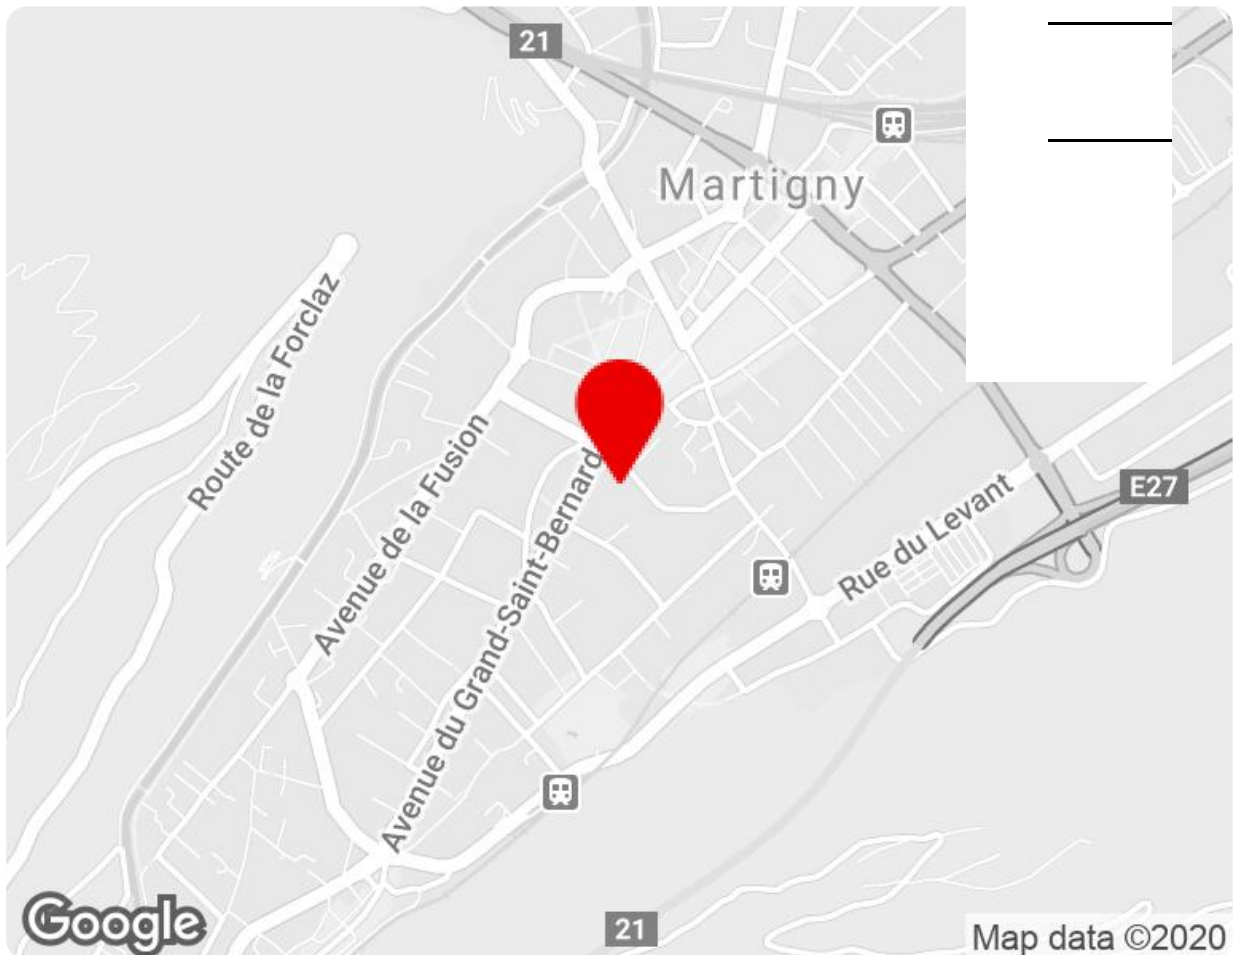 21
Martigny
Route de la Forclaz
Avenue de la Fusion
Avenue du Grand-Saint-Bernard
E27
Rue du Levant
Google
21
Map data ©2020